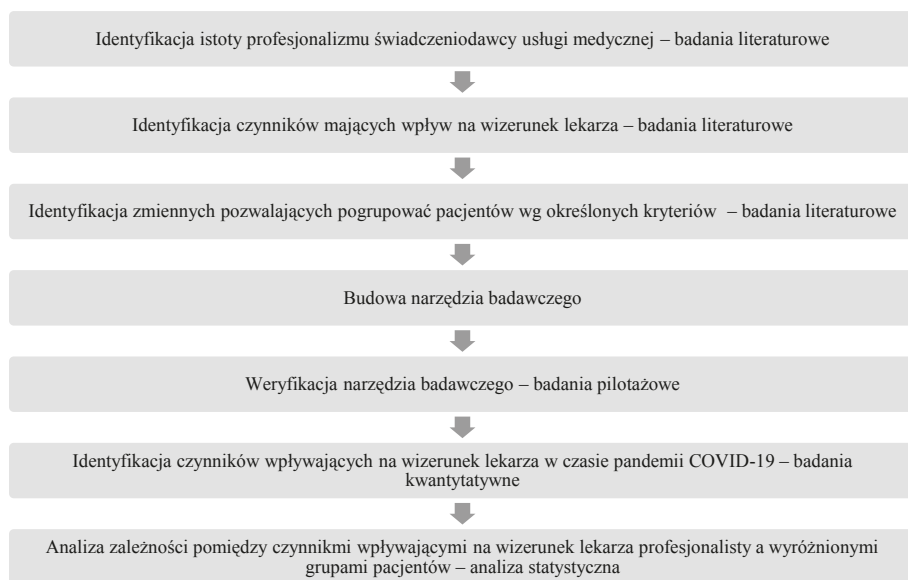 Identyfikacja istoty profesjonalizmu świadczeniodawcy usługi medycznej – badania literaturowe
Identyfikacja czynników mających wpływ na wizerunek lekarza – badania literaturowe
Identyfikacja zmiennych pozwalających pogrupować pacjentów wg określonych kryteriów – badania literaturowe
Budowa narzędzia badawczego
Weryfikacja narzędzia badawczego – badania pilotażowe
Identyfikacja czynników wpływających na wizerunek lekarza w czasie pandemii COVID-19 – badania
kwantytatywne
Analiza zależności pomiędzy czynnikmi wpływającymi na wizerunek lekarza profesjonalisty a wyróżnionymi
grupami pacjentów – analiza statystyczna